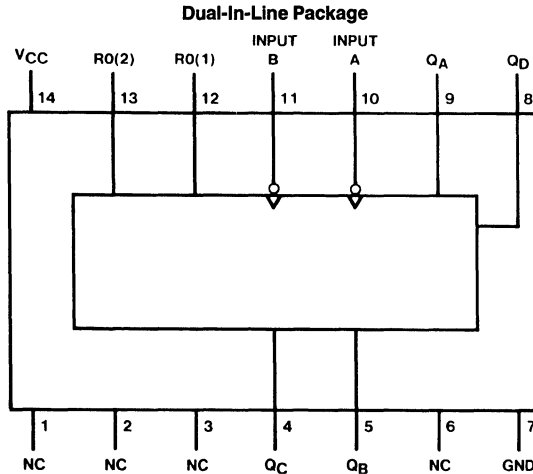 Dual-In-Line Package
VCC R0(2) R0(1) INPUT B INPUT A QA QD
14 13 12 11 10 9 8
1 2 3 4 5 6 7
NC NC NC QC QB NC GND